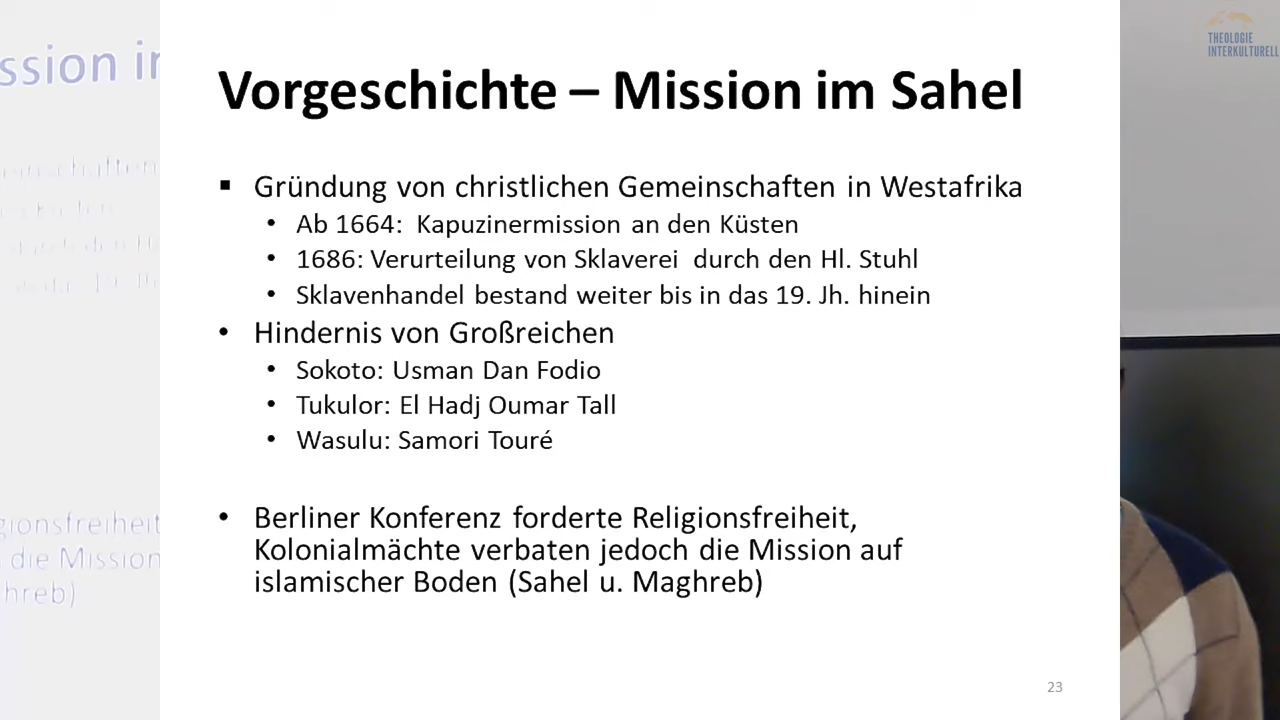 THEOLOGIE
INTERKULTURELL
Vorgeschichte – Mission im Sahel
▪ Gründung von christlichen Gemeinschaften in Westafrika
• Ab 1664: Kapuzinermission an den Küsten
• 1686: Verurteilung von Sklaverei durch den Hl. Stuhl
• Sklavenhandel bestand weiter bis in das 19. Jh. hinein
• Hindernis von Großreichen
• Sokoto: Usman Dan Fodio
• Tukulor: El Hadj Oumar Tall
• Wasulu: Samori Touré
• Berliner Konferenz forderte Religionsfreiheit,
Kolonialmächte verbaten jedoch die Mission auf
islamischer Boden (Sahel u. Maghreb)
23
ssion in
gionsfreiheit
die Mission
hreb)